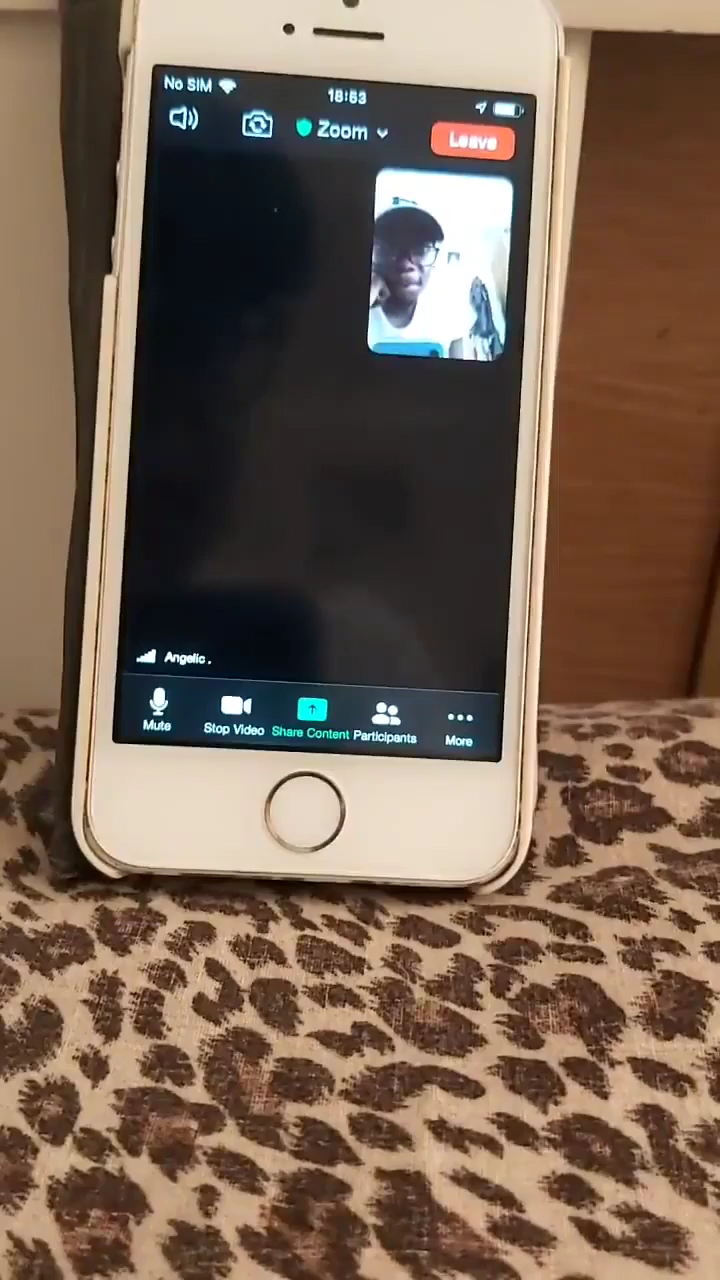 No SIM 18:53
Zoom Leave
Angelic .
Mute Stop Video Share Content Participants More